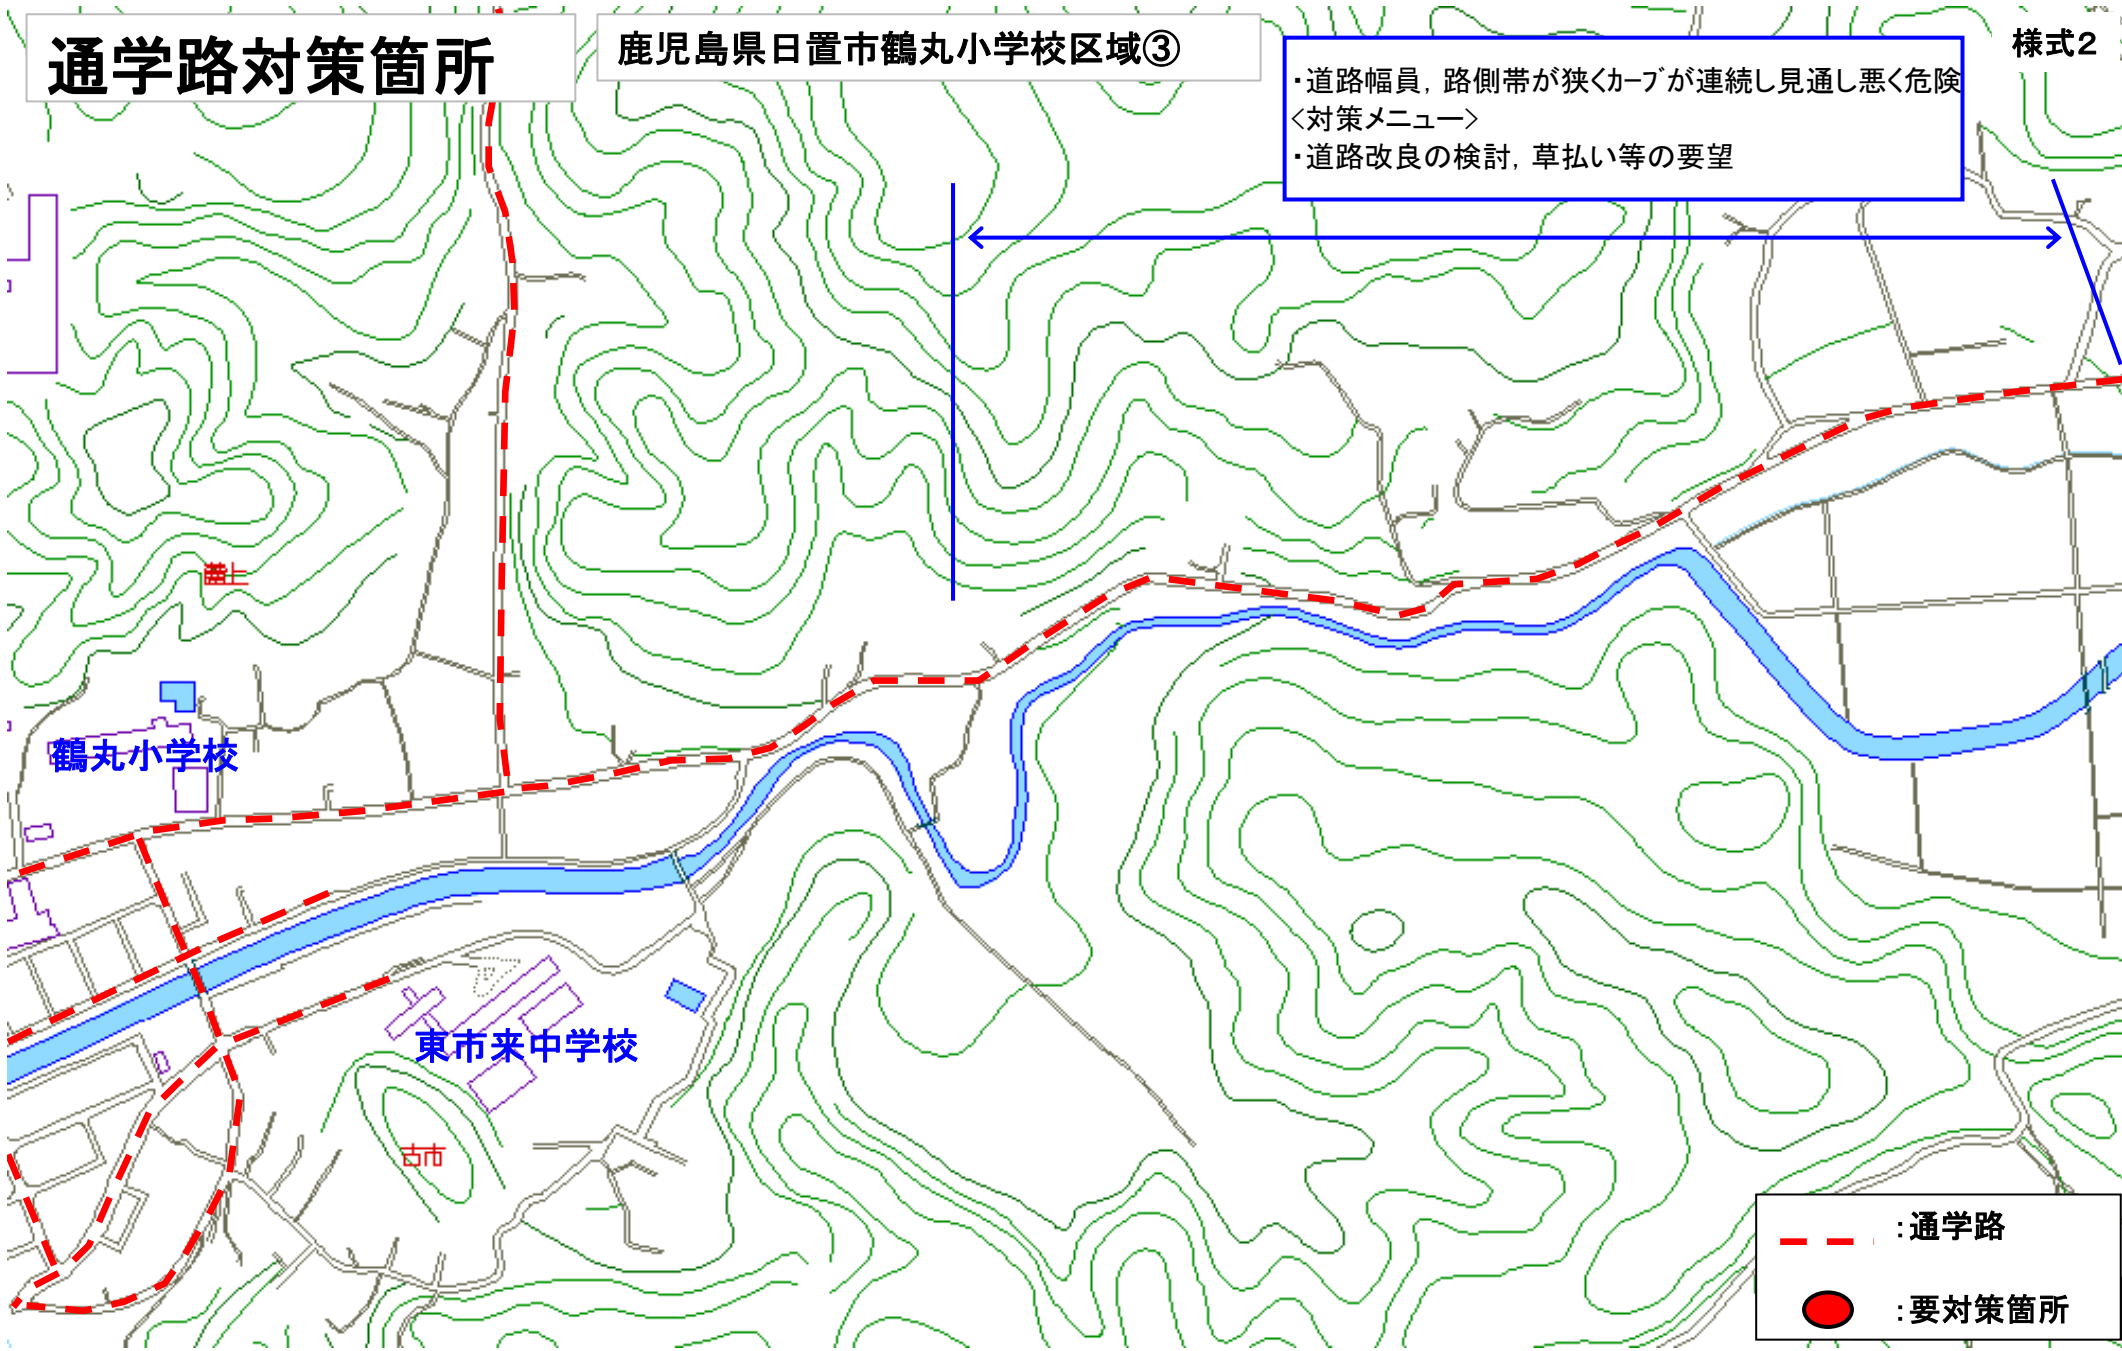 通学路対策箇所
鹿児島県日置市鶴丸小学校区域③
様式2
・道路幅員，路側帯が狭くカーブが連続し見通し悪く危険
<対策メニュー>
・道路改良の検討，草払い等の要望
鶴丸小学校
東市来中学校
古市
：通学路
：要対策箇所